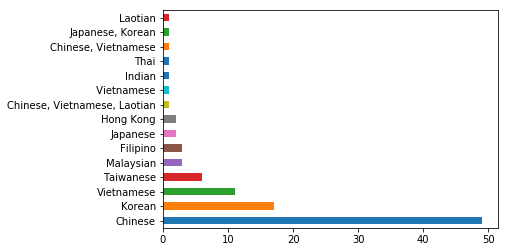 Laotian
Japanese, Korean
Chinese, Vietnamese
Thai
Indian
Vietnamese
Chinese, Vietnamese, Laotian
Hong Kong
Japanese
Filipino
Malaysian
Taiwanese
Vietnamese
Korean
Chinese
0 10 20 30 40 50